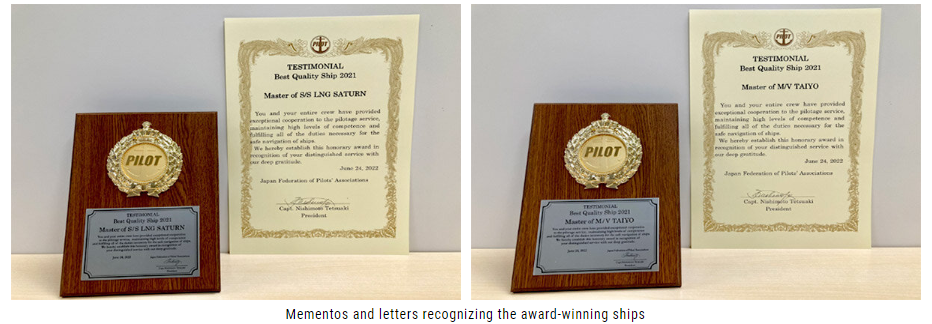 PILOT
TESTIMONIAL
Best Quality Ship 2021
Master of S/S LNG SATURN
You and your entire crew have provided
exceptional cooperation to the pilotage service,
maintaining high levels of competence and
fulfilling all of the duties necessary for the
safe navigation of ships.
We hereby establish this honorary award in
recognition of your distinguished service with
our deep gratitude.
June 24, 2022
Japan Federation of Pilots' Associations
Capt. Nishimoto Tetsuaki
President
PILOT
TESTIMONIAL
Best Quality Ship 2021
Master of S/S LNG SATURN
PILOT
TESTIMONIAL
Best Quality Ship 2021
Master of M/V TAIYO
You and your entire crew have provided
exceptional cooperation to the pilotage service,
maintaining high levels of competence and
fulfilling all of the duties necessary for the
safe navigation of ships.
We hereby establish this honorary award in
recognition of your distinguished service with
our deep gratitude.
June 24, 2022
Japan Federation of Pilots' Associations
Capt. Nishimoto Tetsuaki
President
PILOT
TESTIMONIAL
Best Quality Ship 2021
Master of M/V TAIYO
Mementos and letters recognizing the award-winning ships